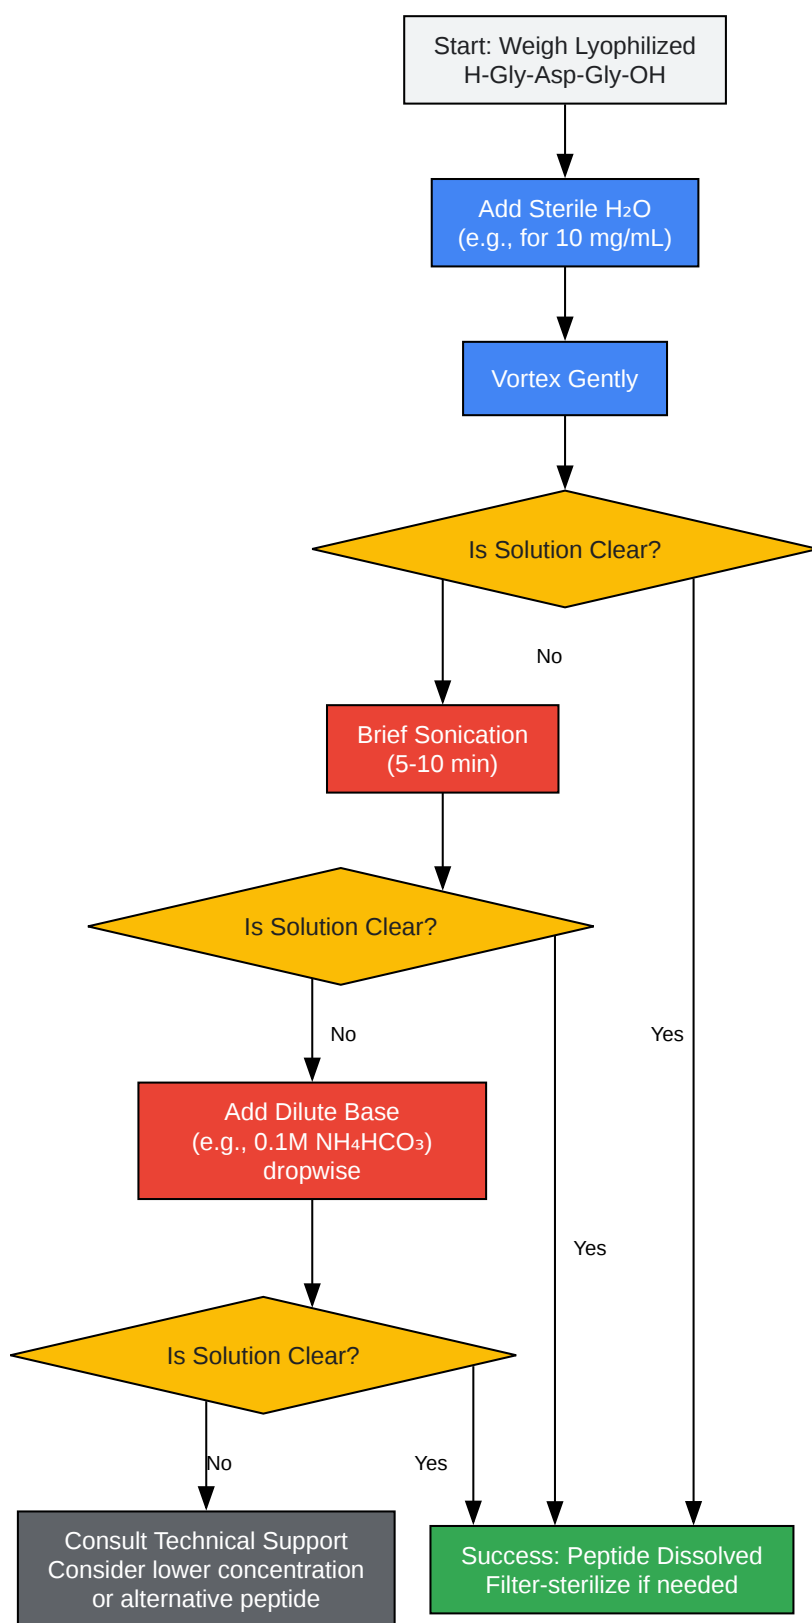 Start: Weigh Lyophilized
H-Gly-Asp-Gly-OH
Add Sterile H₂O
(e.g., for 10 mg/mL)
Vortex Gently
Is Solution Clear?
No
Brief Sonication
(5-10 min)
Is Solution Clear?
No
Yes
Add Dilute Base
(e.g., 0.1M NH₄HCO₃)
dropwise
Yes
Is Solution Clear?
No
Yes
Consult Technical Support
Consider lower concentration
or alternative peptide
Success: Peptide Dissolved
Filter-sterilize if needed